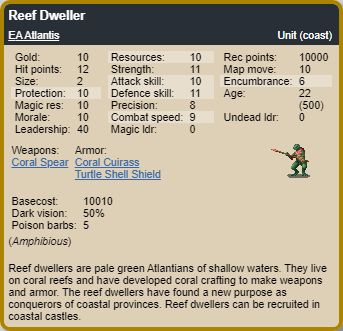 Reef Dweller
EA Atlantis Unit (coast)
Gold: 10 Resources: 10 Rec points: 10000
Hit points: 12 Strength: 11 Map move: 10
Size: 2 Attack skill: 10 Encumbrance: 6
Protection: 10 Defence skill: 11 Age: 22
Magic res: 10 Precision: 8 (500)
Morale: 10 Combat speed: 9 Undead ldr: 0
Leadership: 40 Magic ldr: 0
Weapons: Armor:
Coral Spear Coral Cuirass
Turtle Shell Shield
Basecost: 10010
Dark vision: 50%
Poison barbs: 5
(Amphibious)
Reef dwellers are pale green Atlantians of shallow waters. They live
on coral reefs and have developed coral crafting to make weapons
and armor. The reef dwellers have found a new purpose as
conquerors of coastal provinces. Reef dwellers can be recruited in
coastal castles.